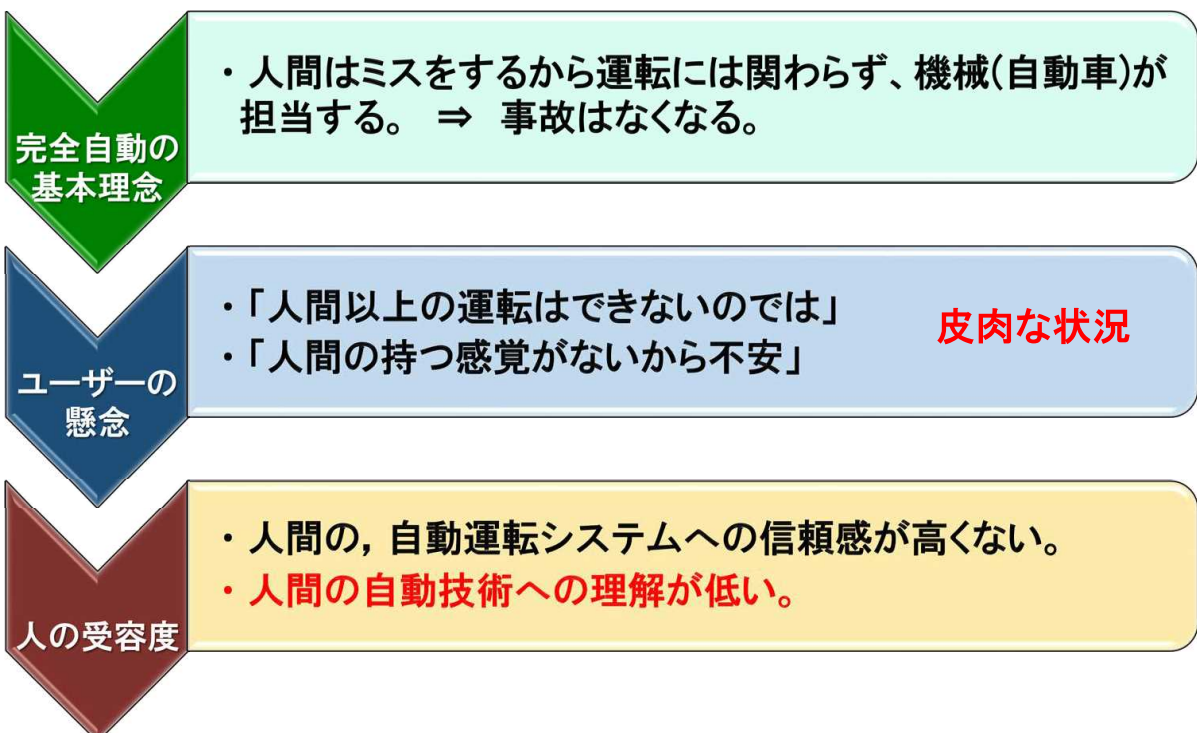 完全自動の
基本理念
・人間はミスをするから運転には関わらず、機械(自動車)が
担当する。 ⇒ 事故はなくなる。
ユーザーの
懸念
・「人間以上の運転はできないのでは」
・「人間の持つ感覚がないから不安」
皮肉な状況
人の受容度
・人間の，自動運転システムへの信頼感が高くない。
・人間の自動技術への理解が低い。